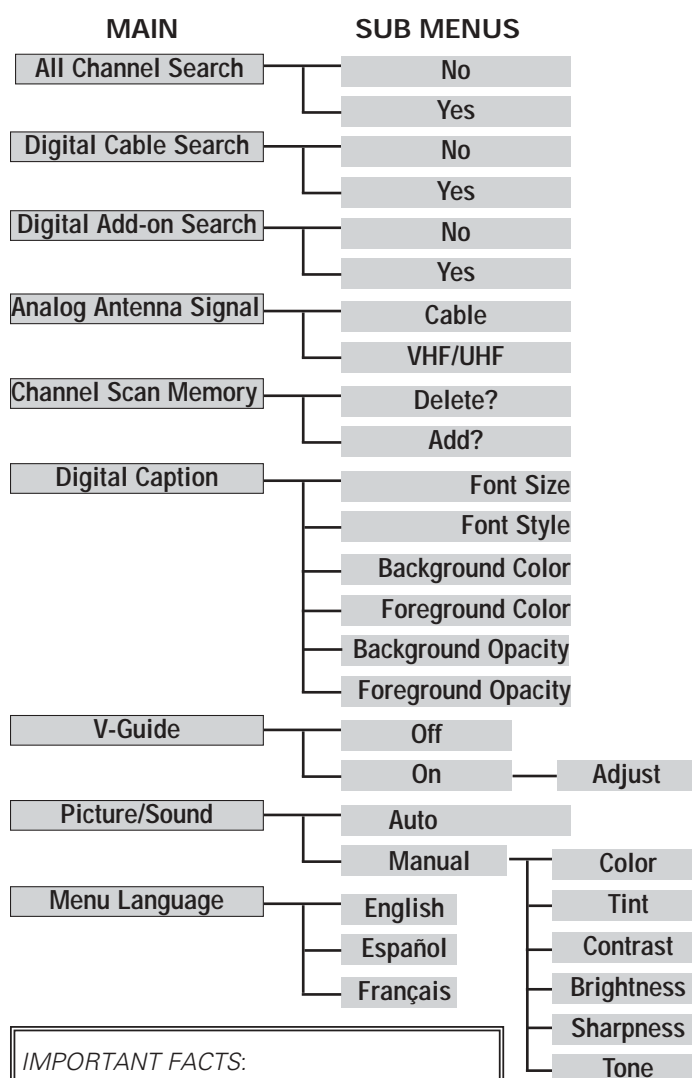 MAIN SUB MENUS
All Channel Search No
Yes
Digital Cable Search No
Yes
Digital Add-on Search No
Yes
Analog Antenna Signal Cable
VHF/UHF
Channel Scan Memory Delete?
Add?
Digital Caption Font Size
Font Style
Background Color
Foreground Color
Background Opacity
Foreground Opacity
V-Guide Off
On Adjust
Picture/Sound Auto
Manual Color
Menu Language English Tint
Español Contrast
Français Brightness
Sharpness
IMPORTANT FACTS: Tone